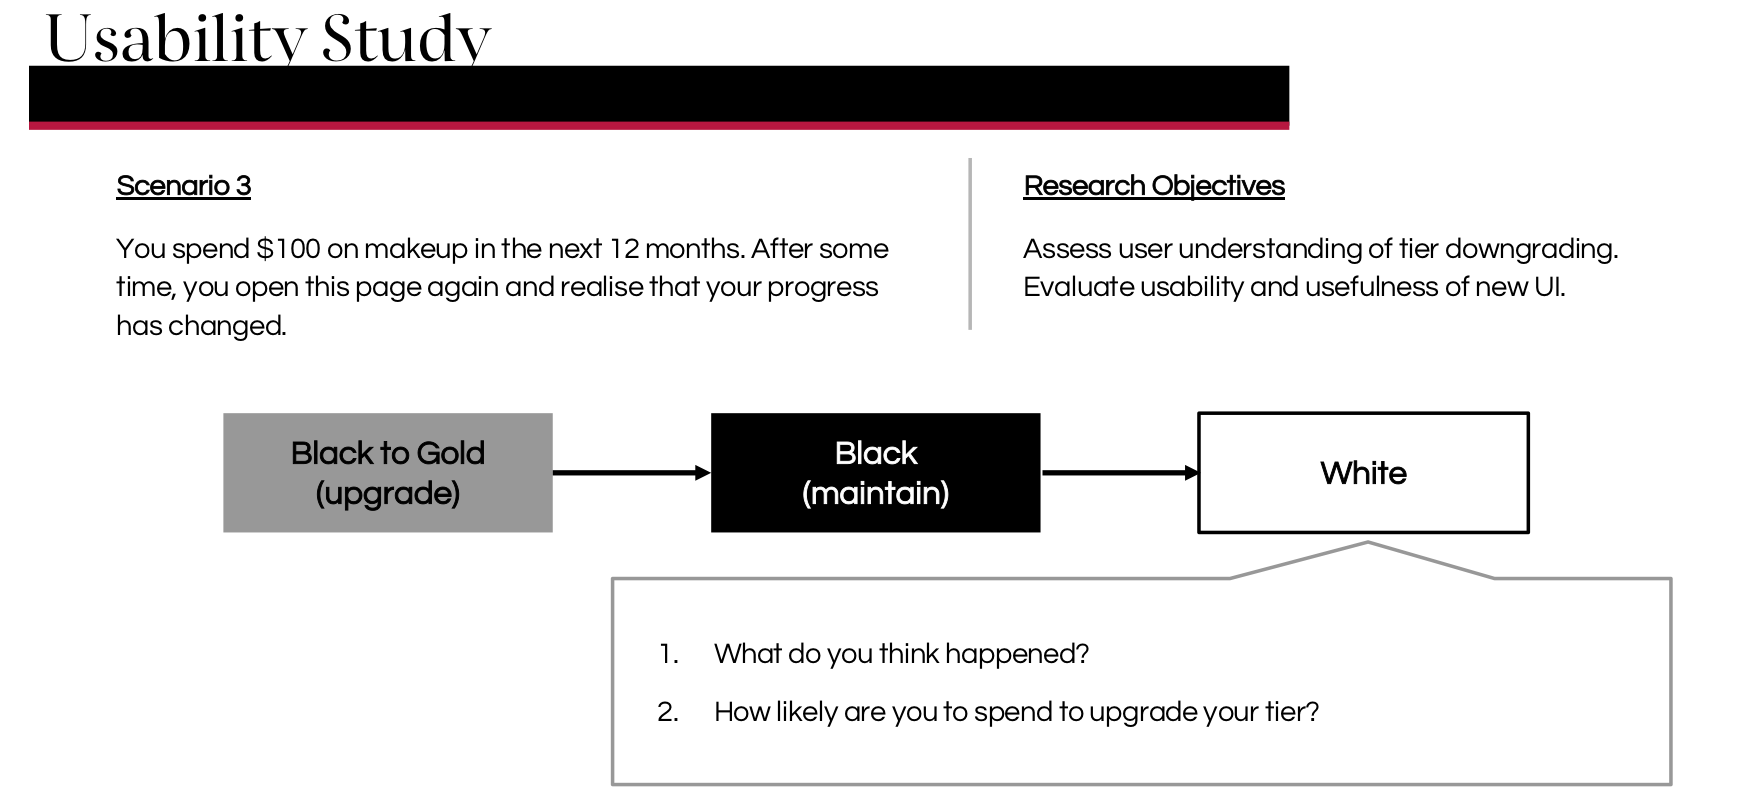 Usability Study
Scenario 3
You spend $100 on makeup in the next 12 months. After some
time, you open this page again and realise that your progress
has changed.
Research Objectives
Assess user understanding of tier downgrading.
Evaluate usability and usefulness of new UI.
Black to Gold
(upgrade)
Black
(maintain)
White
1. What do you think happened?
2. How likely are you to spend to upgrade your tier?